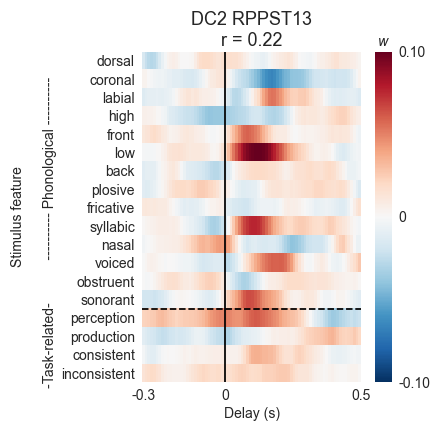 DC2 RPPST13
r = 0.22
w
dorsal
coronal
labial
high
front
low
back
plosive
fricative
syllabic
nasal
voiced
obstruent
sonorant
perception
production
consistent
inconsistent
Stimulus feature
-Task-related- ---------- Phonological ----------
0.10
0
-0.10
-0.3
0
0.5
Delay (s)